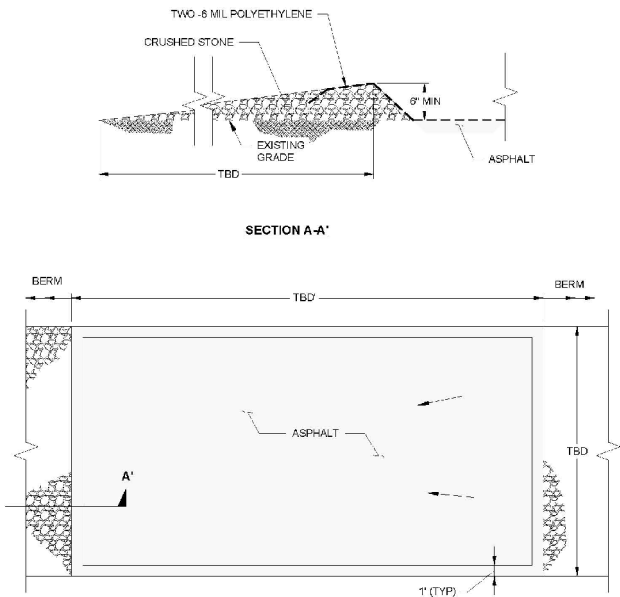 TWO -6 MIL POLYETHYLENE
CRUSHED STONE
6" MIN
EXISTING
GRADE
ASPHALT
TBD
SECTION A-A'
BERM
TBD'
BERM
ASPHALT
TBD
A'
1' (TYP)